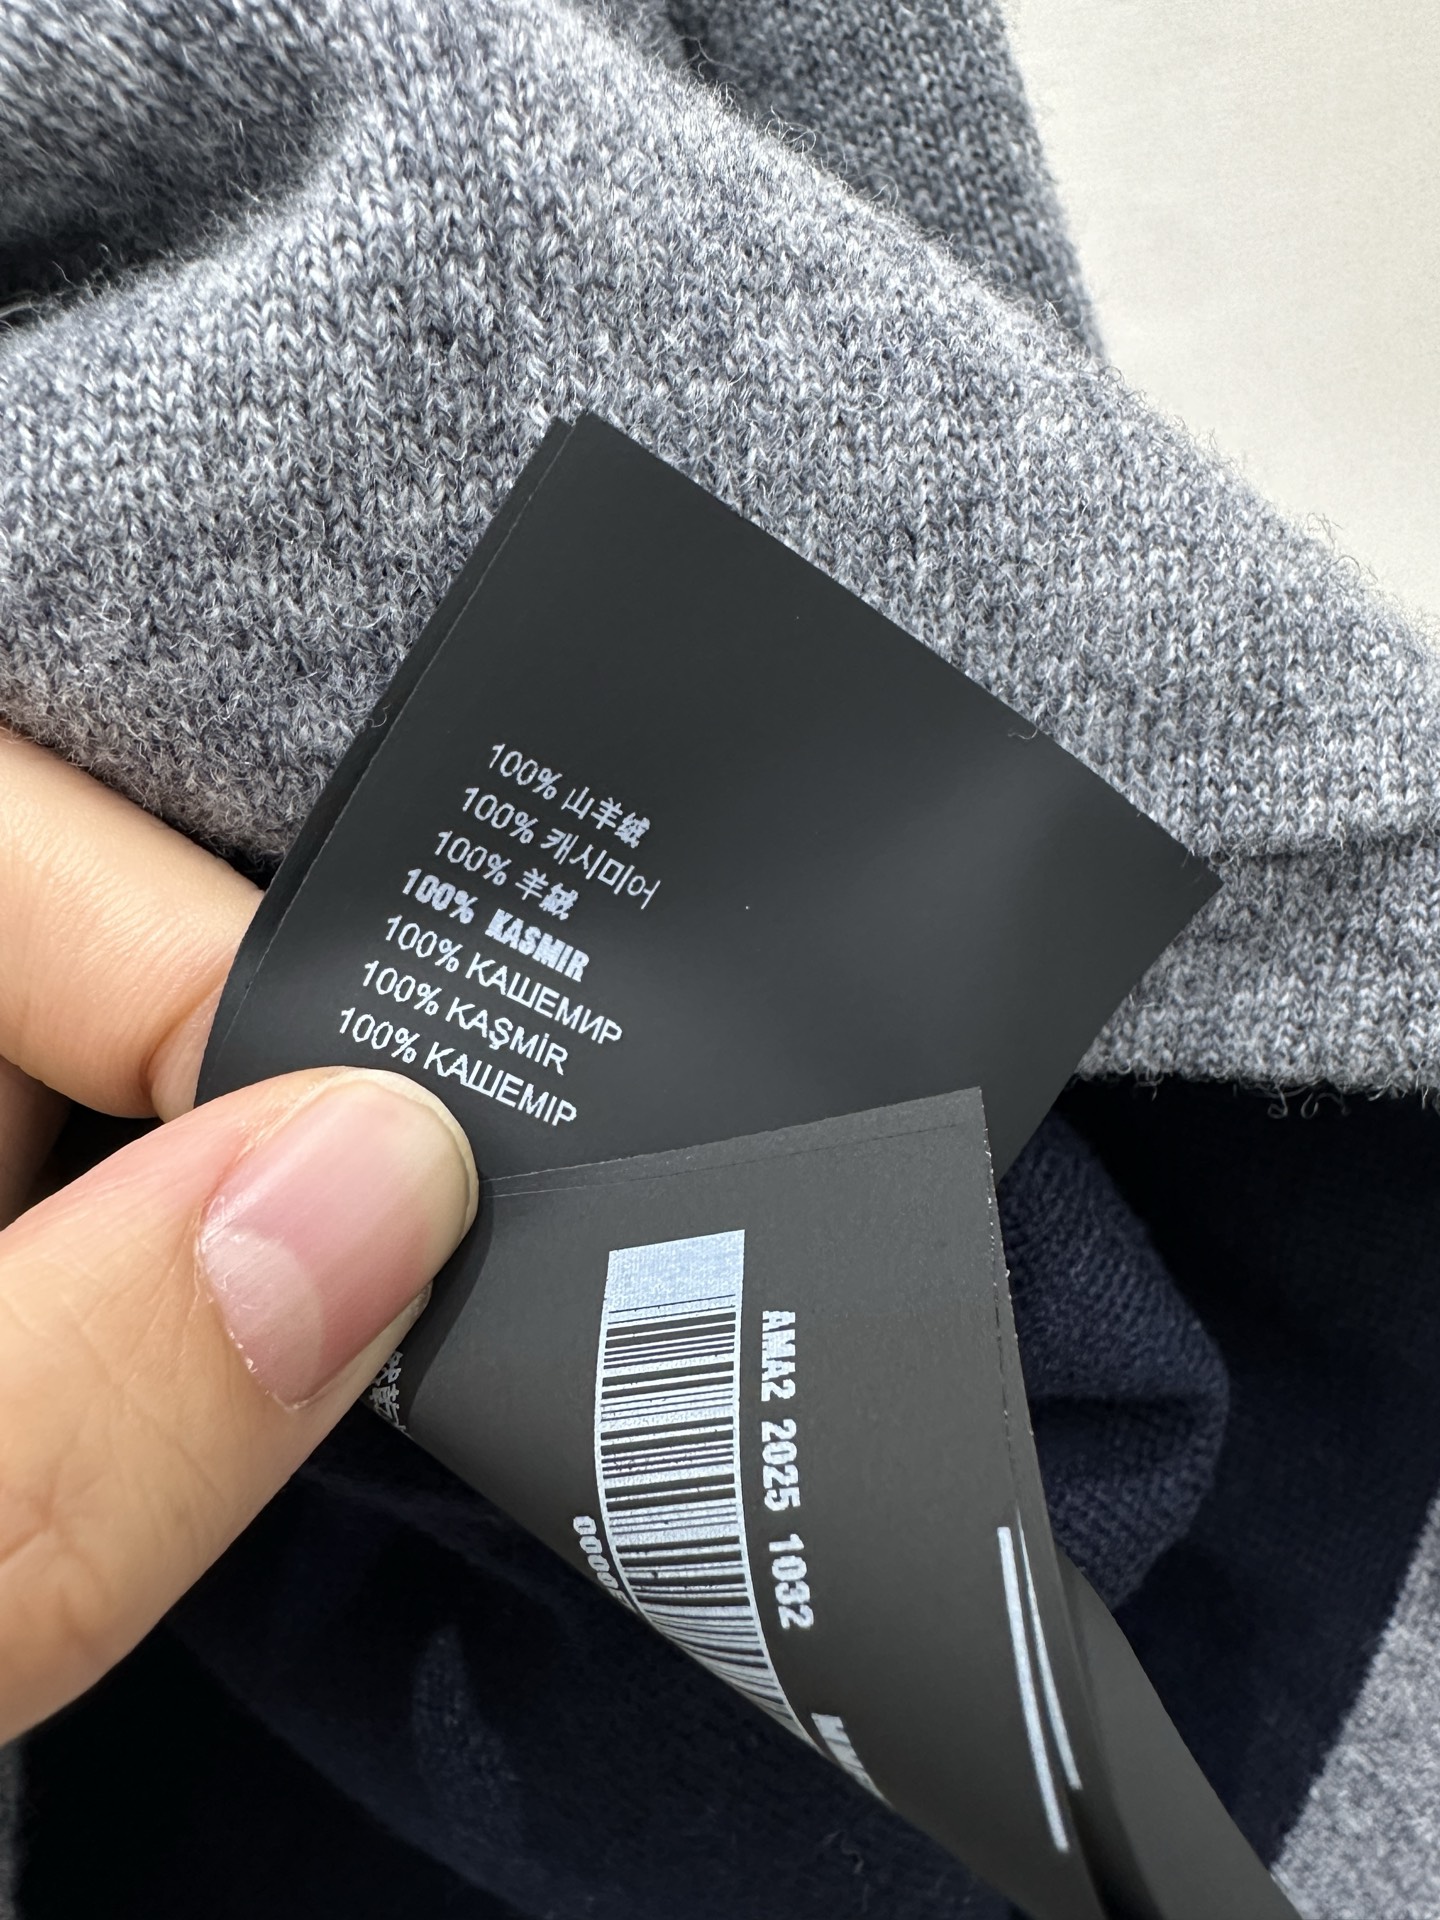 100% 山羊绒
100% 캐시미어
100% 羊絨
100% KASMIR
100% КАШЕМИР
100% KAŞMİR
100% КАШЕМІР
AMA2 2025 1032